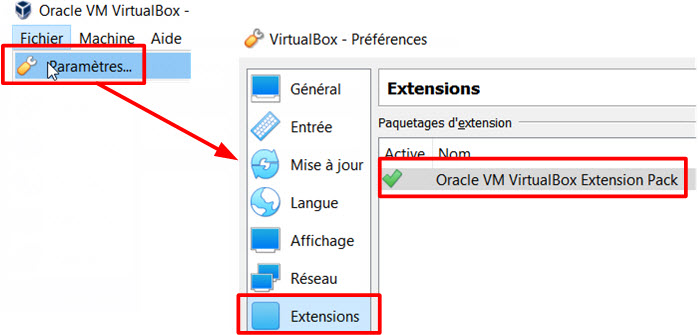 Oracle VM VirtualBox -
Fichier Machine Aide
Paramètres...
VirtualBox - Préférences
Général
Entrée
Mise à jour
Langue
Affichage
Réseau
Extensions
Extensions
Paquetages d'extension
Active Nom
Oracle VM VirtualBox Extension Pack